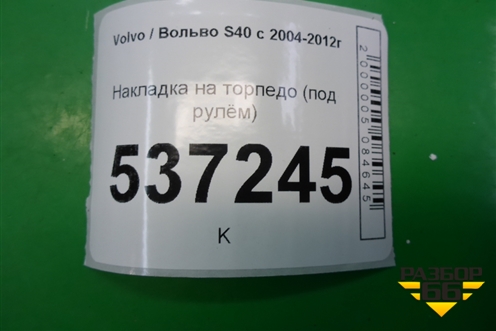 Volvo / Вольво S40 с 2004-2012г
Накладка на торпедо (под
рулём)
537245
К
2000005084645
РАЗБОР
66